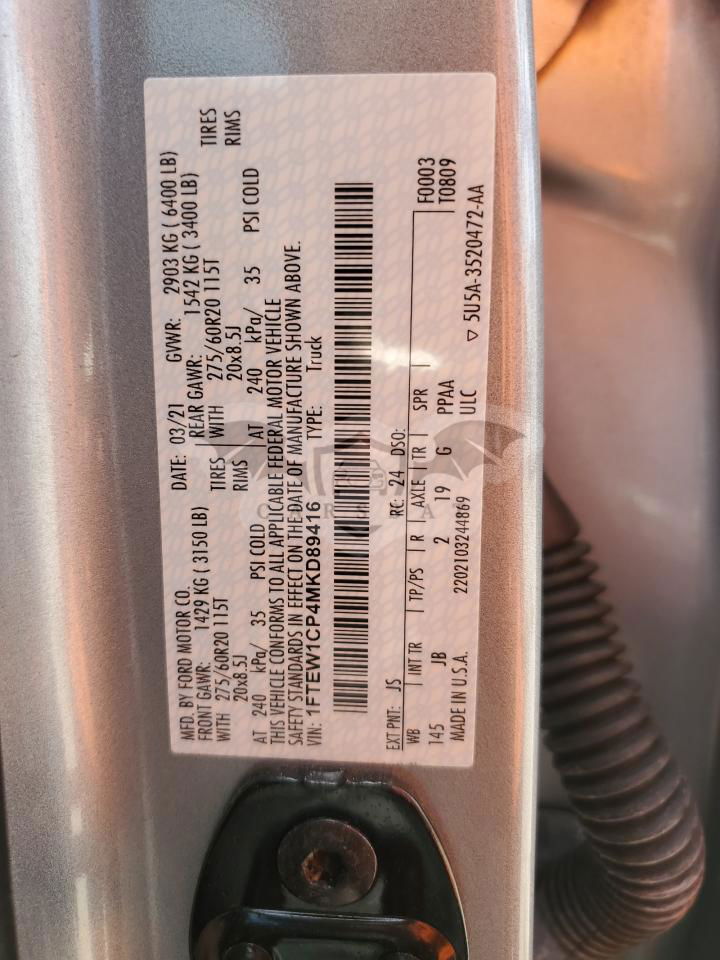 MFD. BY FORD MOTOR CO.
DATE: 03/21 GVWR: 2903 KG ( 6400 LB)
FRONT GAWR: 1429 KG ( 3150 LB)
REAR GAWR: 1542 KG ( 3400 LB)
WITH 275/60R20 115T TIRES
WITH 275/60R20 115T TIRES
20x8.5J RIMS
20x8.5J RIMS
AT 240 kPa/ 35 PSI COLD
AT 240 kPa/ 35 PSI COLD
THIS VEHICLE CONFORMS TO ALL APPLICABLE FEDERAL MOTOR VEHICLE
SAFETY STANDARDS IN EFFECT ON THE DATE OF MANUFACTURE SHOWN ABOVE.
VIN: 1FTEW1CP4MKD89416 TYPE: Truck
EXT PNT: JS RC: 24 DSO: F0003
WB INT TR TP/PS R AXLE TR SPR T0809
145 JB 2 19 G PPAA
MADE IN U.S.A. 2202103244869 ULC
5U5A-3520472-AA